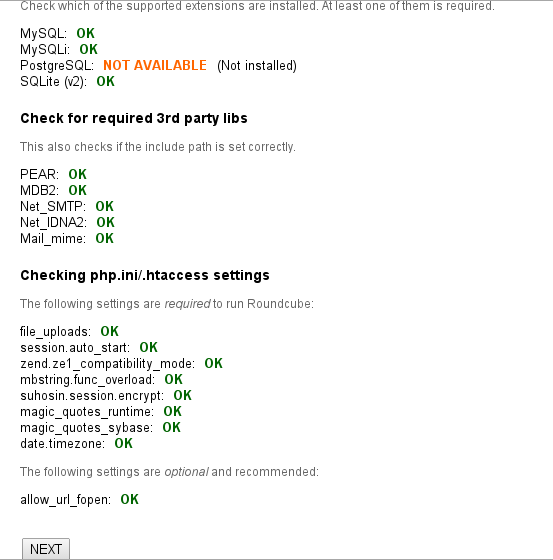 Check which of the supported extensions are installed. At least one of them is required.
MySQL: OK
MySQLi: OK
PostgreSQL: NOT AVAILABLE (Not installed)
SQLite (v2): OK
Check for required 3rd party libs
This also checks if the include path is set correctly.
PEAR: OK
MDB2: OK
Net_SMTP: OK
Net_IDNA2: OK
Mail_mime: OK
Checking php.ini/.htaccess settings
The following settings are required to run Roundcube:
file_uploads: OK
session.auto_start: OK
zend.ze1_compatibility_mode: OK
mbstring.func_overload: OK
suhosin.session.encrypt: OK
magic_quotes_runtime: OK
magic_quotes_sybase: OK
date.timezone: OK
The following settings are optional and recommended:
allow_url_fopen: OK
NEXT